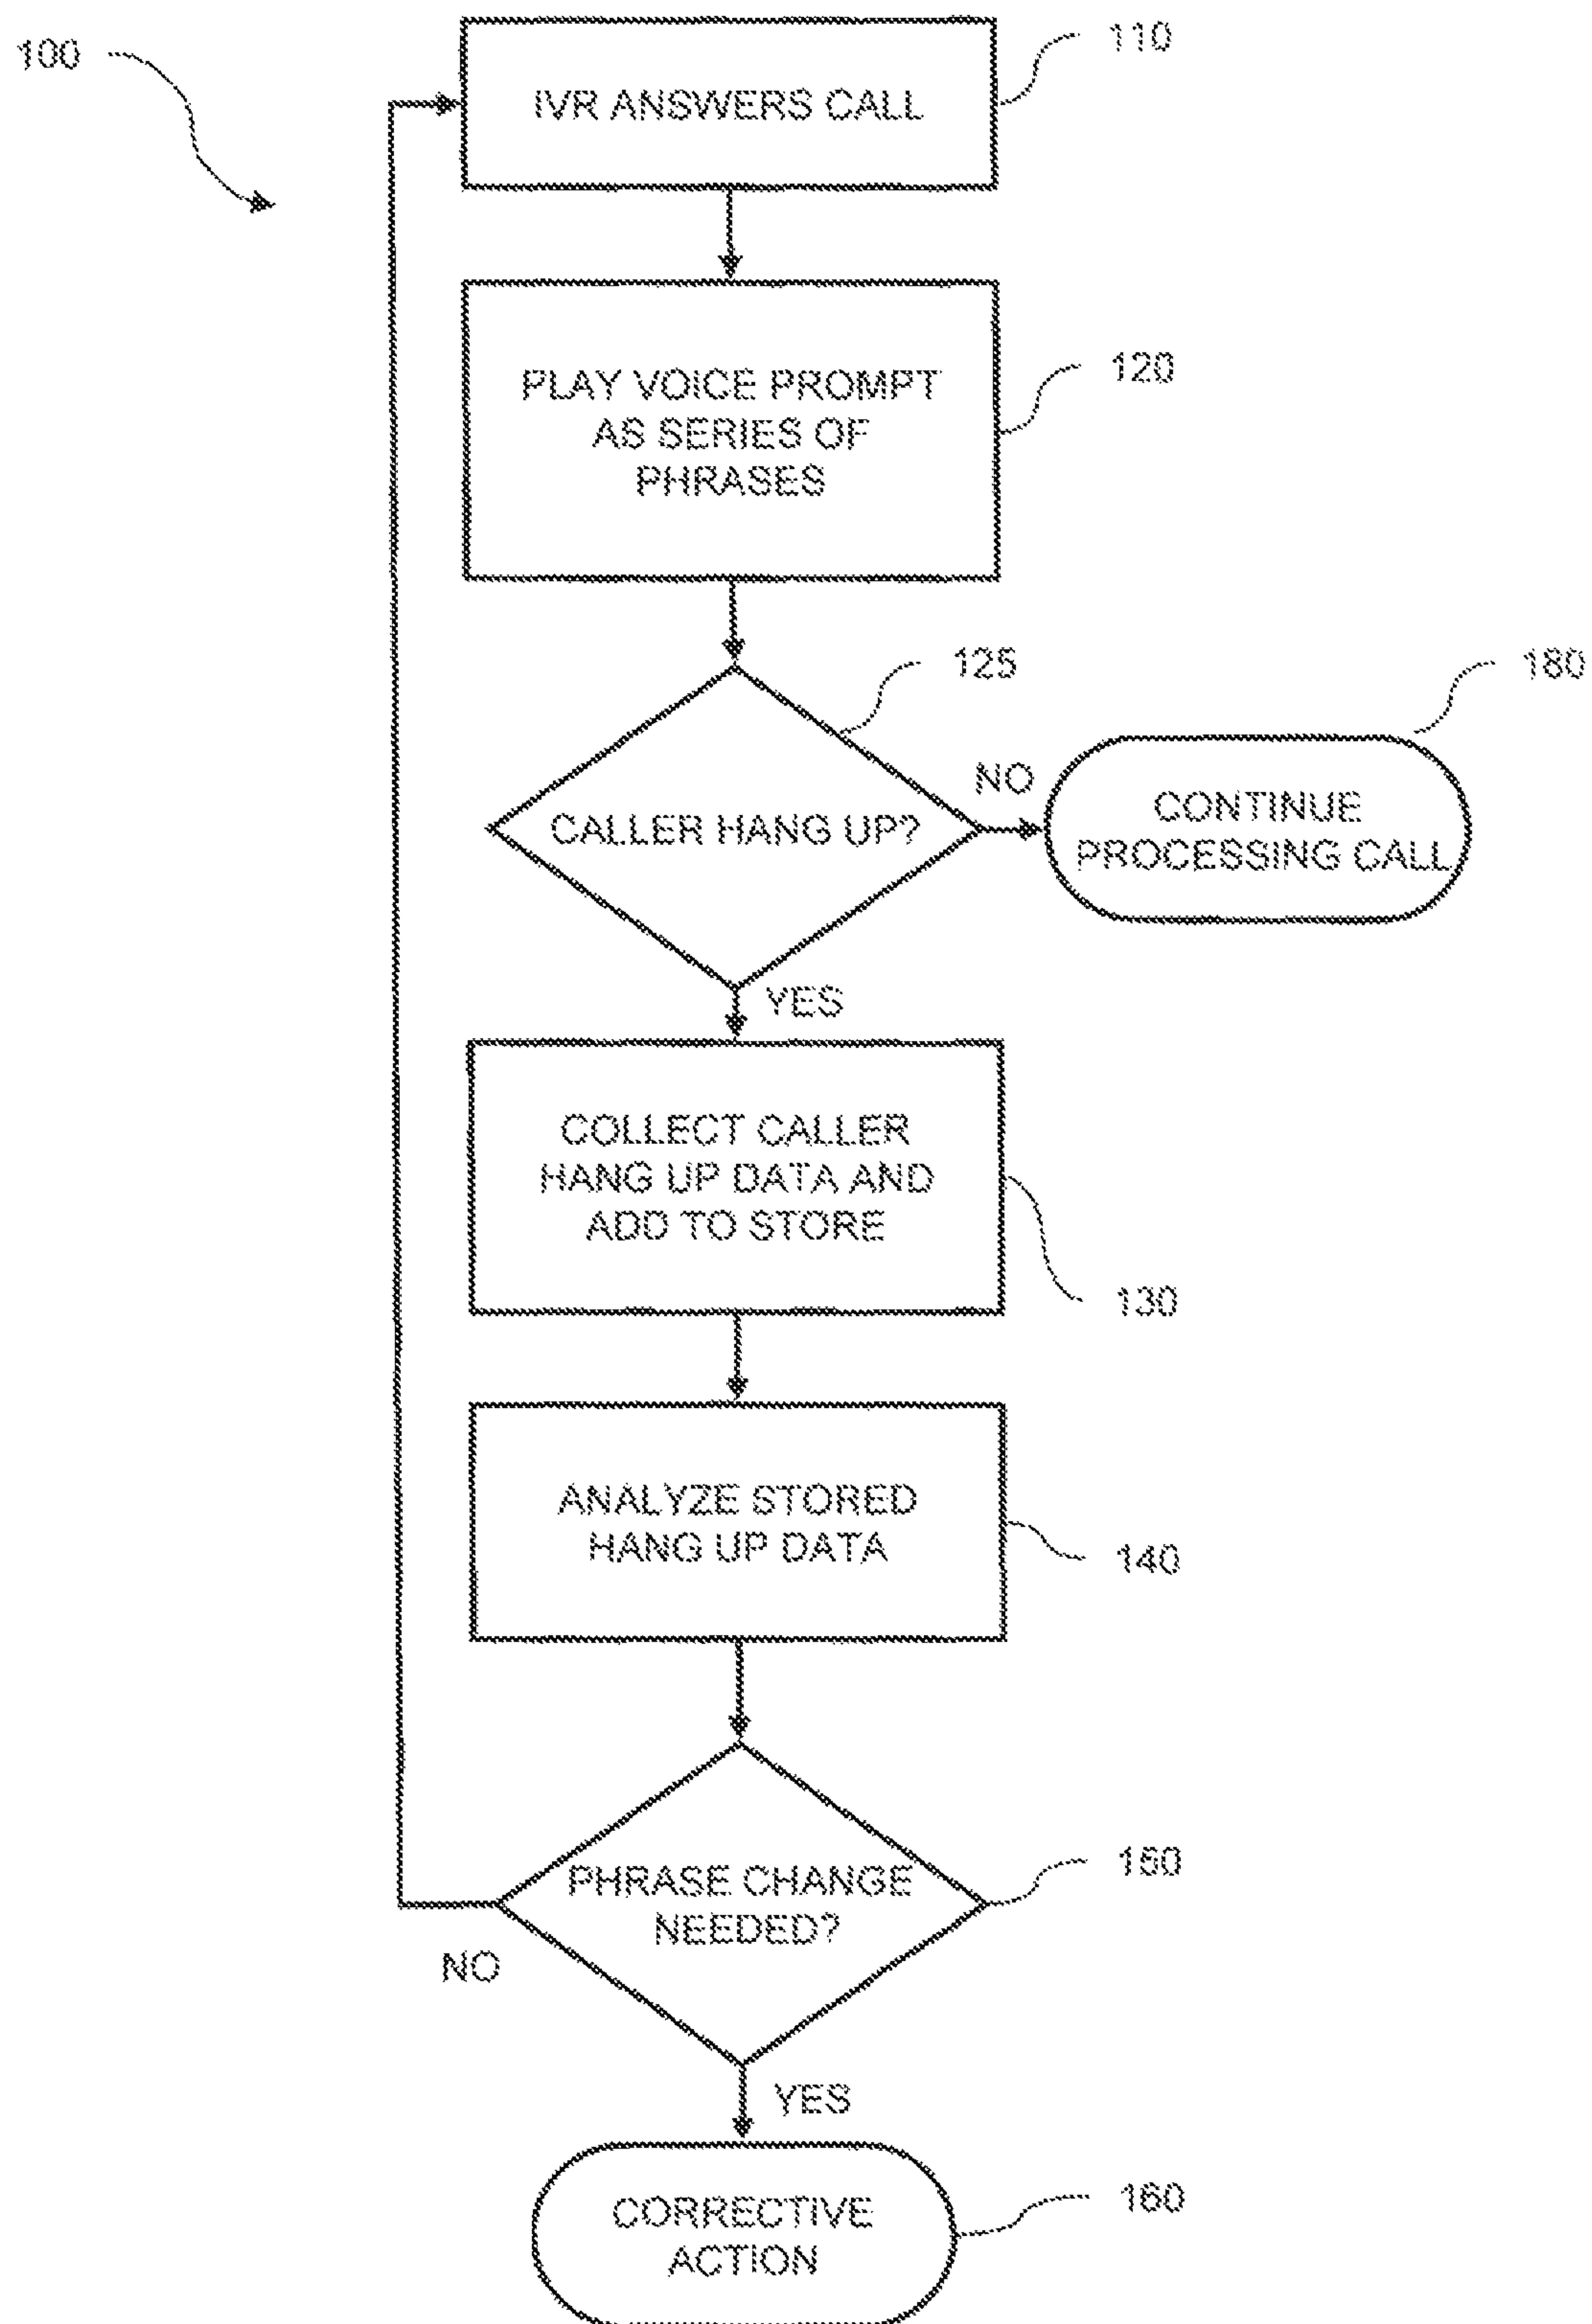 100
110
IVR ANSWERS CALL
120
PLAY VOICE PROMPT
AS SERIES OF
PHRASES
125
180
NO
CALLER HANG UP?
CONTINUE
PROCESSING CALL
YES
COLLECT CALLER
HANG UP DATA AND
ADD TO STORE
130
ANALYZE STORED
HANG UP DATA
140
150
PHRASE CHANGE
NEEDED?
NO
YES
160
CORRECTIVE
ACTION